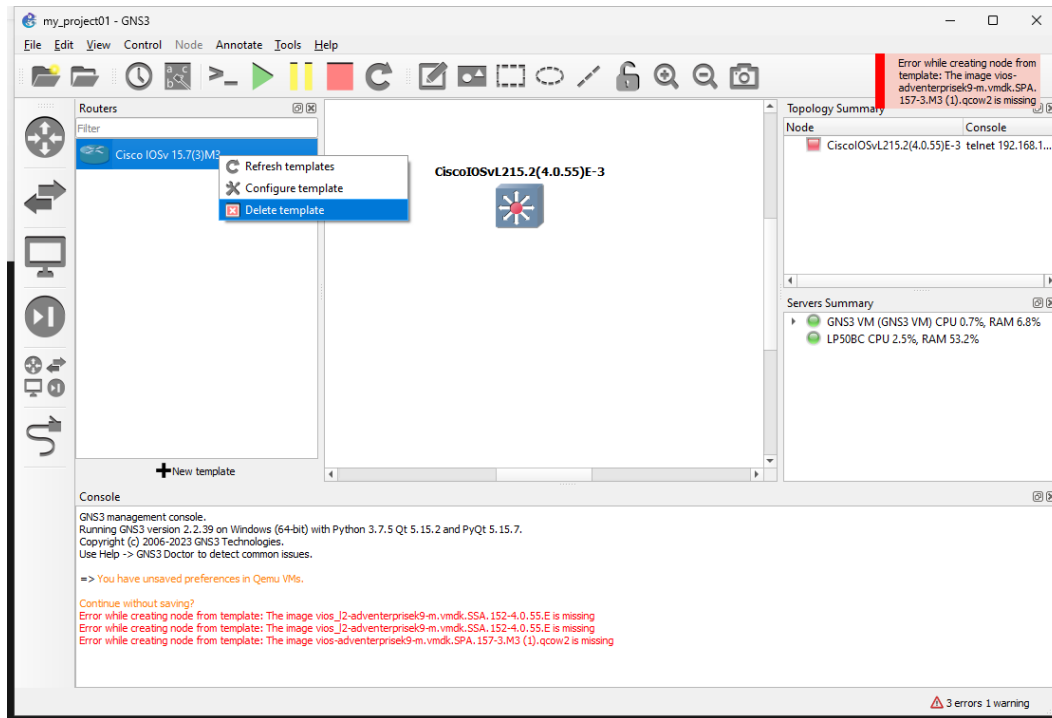 my_project01 - GNS3
File Edit View Control Node Annotate Tools Help
Error while creating node from
template: The image vios-
adventerprisek9-m.vmdk.SPA.
157-3.M3 (1).qcow2 is missing
Routers
Filter
Cisco IOSv 15.7(3)M3
Refresh templates
Configure template
Delete template
New template
CiscoIOSvL215.2(4.0.55)E-3
Topology Summary
Node Console
CiscoIOSvL215.2(4.0.55)E-3 telnet 192.168.1...
Servers Summary
GNS3 VM (GNS3 VM) CPU 0.7%, RAM 6.8%
LP50BC CPU 2.5%, RAM 53.2%
Console
GNS3 management console.
Running GNS3 version 2.2.39 on Windows (64-bit) with Python 3.7.5 Qt 5.15.2 and PyQt 5.15.7.
Copyright (c) 2006-2023 GNS3 Technologies.
Use Help -> GNS3 Doctor to detect common issues.
=> You have unsaved preferences in Qemu VMs.
Continue without saving?
Error while creating node from template: The image vios_l2-adventerprisek9-m.vmdk.SSA.152-4.0.55.E is missing
Error while creating node from template: The image vios_l2-adventerprisek9-m.vmdk.SSA.152-4.0.55.E is missing
Error while creating node from template: The image vios-adventerprisek9-m.vmdk.SPA.157-3.M3 (1).qcow2 is missing
3 errors 1 warning